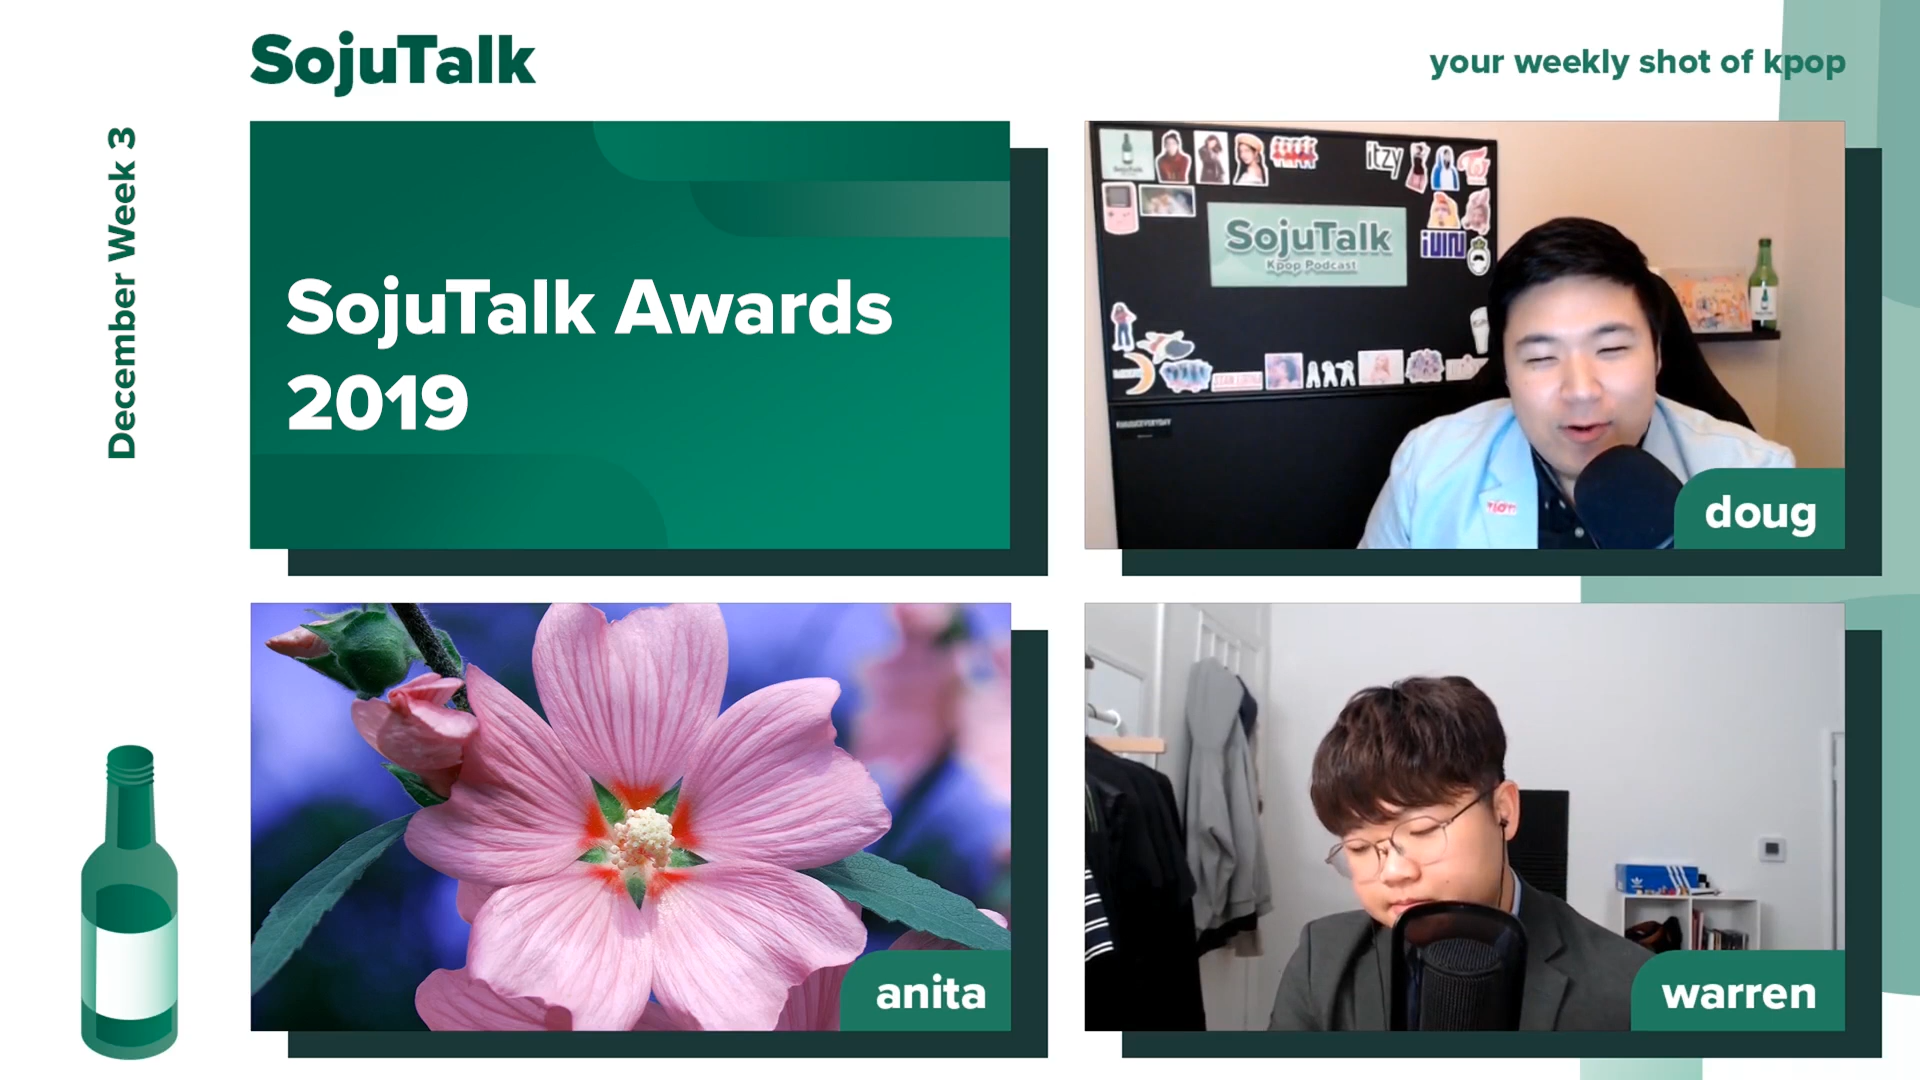 SojuTalk
your weekly shot of kpop
December Week 3
SojuTalk Awards
2019
itzy
SojuTalk
Kpop Podcast
doug
anita
warren